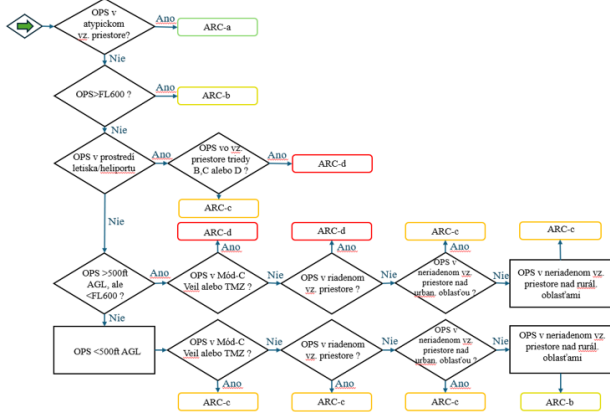 OPS v
atypickom
vz. priestore?
Ano
ARC-a
Nie
OPS>FL600 ?
Ano
ARC-b
Nie
OPS v prostredí
letiska/heliportu
Ano
OPS vo vz.
priestore triedy
B,C alebo D ?
Ano
ARC-d
ARC-c
Nie
ARC-d
ARC-d
ARC-c
ARC-c
Ano
Ano
Ano
OPS >500ft
AGL, ale
<FL600 ?
Ano
OPS v Mód-C
Veil alebo TMZ ?
Nie
OPS v riadenom
vz. priestore ?
Nie
OPS v
neriadenom vz.
priestore nad
urban. oblasťou ?
Nie
OPS v neriadenom vz.
priestore nad rurál.
oblasťami
Nie
OPS <500ft AGL
OPS v Mód-C
Veil alebo TMZ ?
Nie
OPS v riadenom
vz. priestore ?
Nie
OPS v
neriadenom vz.
priestore nad
urban. oblasťou ?
Nie
OPS v neriadenom vz.
priestore nad rurál.
oblasťami
Ano
Ano
Ano
ARC-c
ARC-c
ARC-c
ARC-b